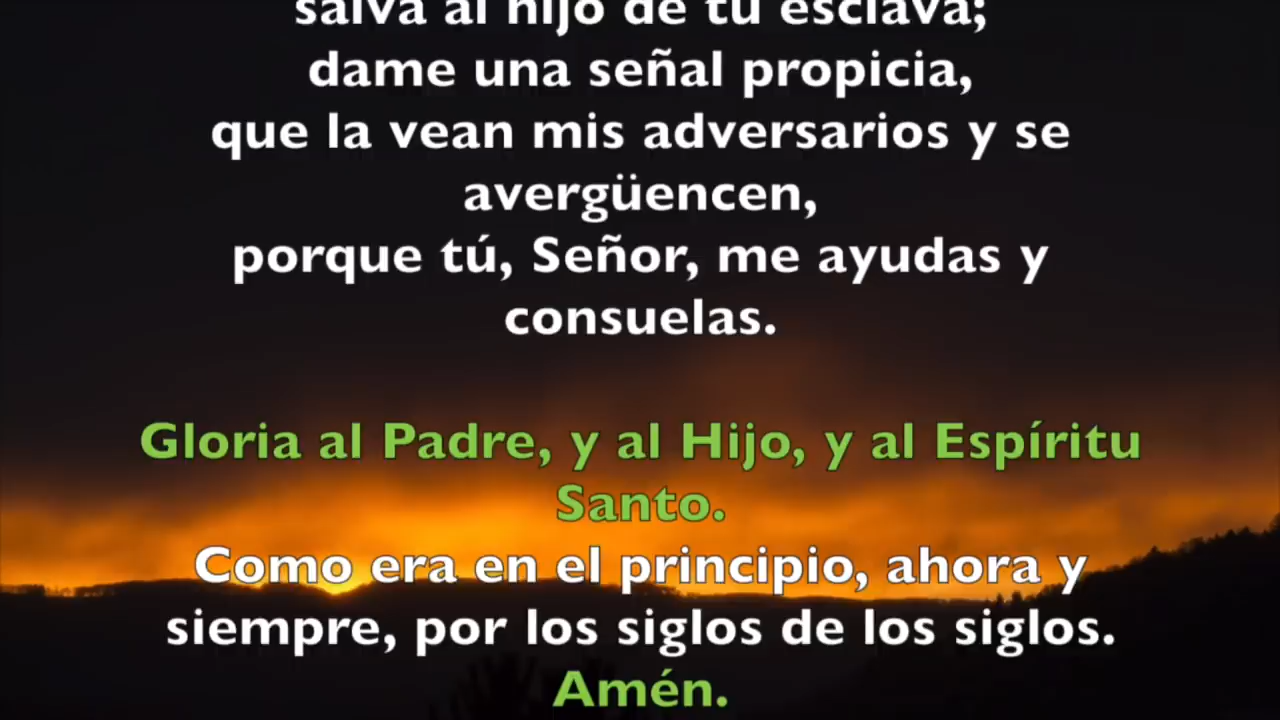 salva al hijo de tu esclava;
dame una señal propicia,
que la vean mis adversarios y se
avergüencen,
porque tú, Señor, me ayudas y
consuelas.
Gloria al Padre, y al Hijo, y al Espíritu
Santo.
Como era en el principio, ahora y
siempre, por los siglos de los siglos.
Amén.